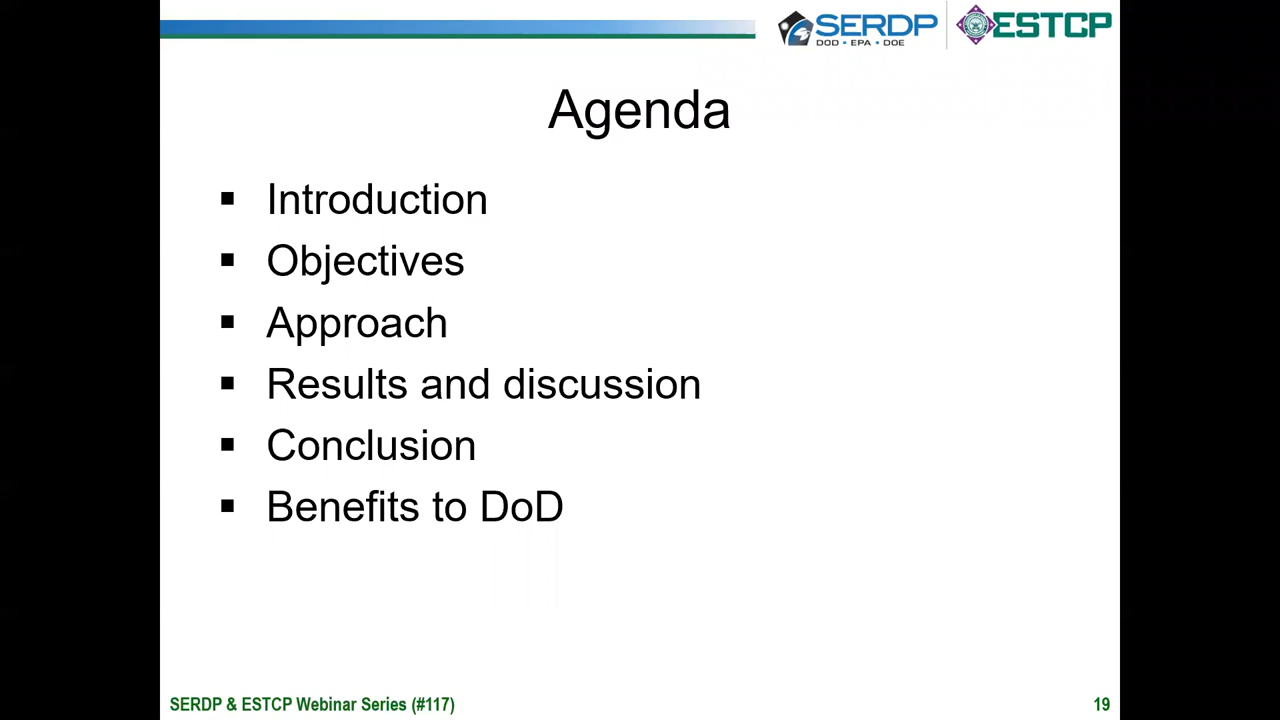 SERDP
DOD • EPA • DOE
ESTCP
Agenda
▪ Introduction
▪ Objectives
▪ Approach
▪ Results and discussion
▪ Conclusion
▪ Benefits to DoD
SERDP & ESTCP Webinar Series (#117)
19